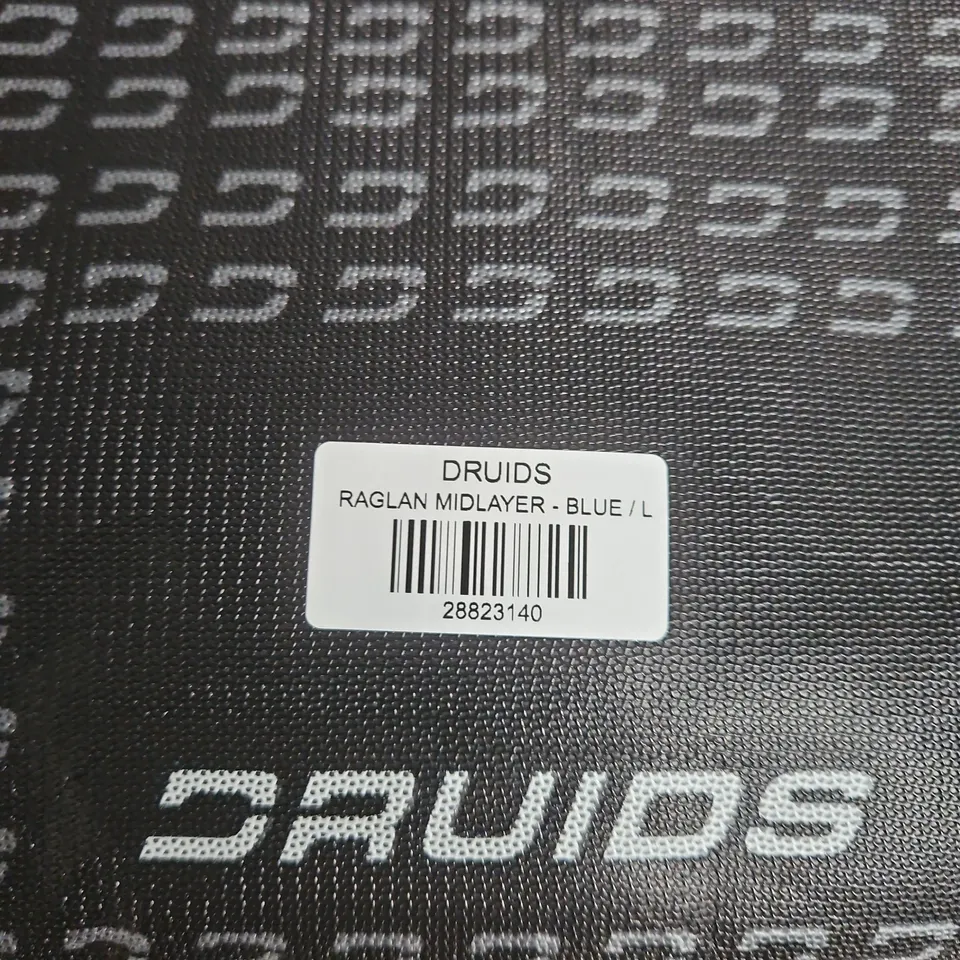 DRUIDS
RAGLAN MIDLAYER - BLUE / L
28823140
DRUIDS